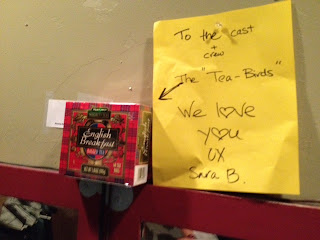 English
Breakfast
To the cast
+
crew
The "Tea-Birds"
We love
you
UX
Sara B.